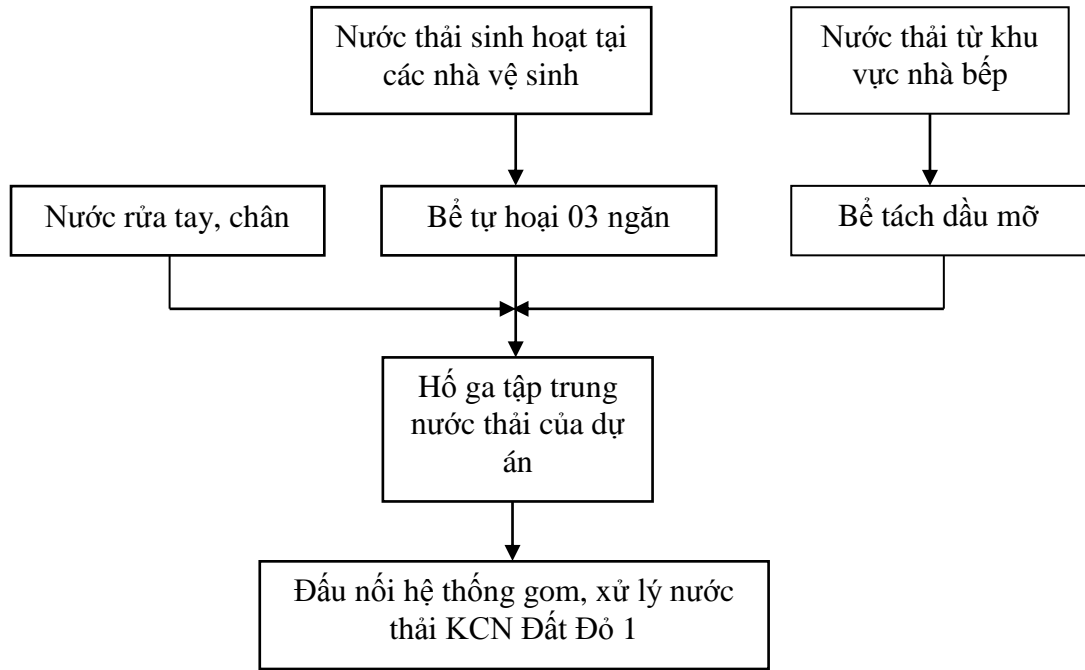 Nước thải sinh hoạt tại
các nhà vệ sinh
Nước thải từ khu
vực nhà bếp
Nước rửa tay, chân
Bể tự hoại 03 ngăn
Bể tách dầu mỡ
Hố ga tập trung
nước thải của dự
án
Đấu nối hệ thống gom, xử lý nước
thải KCN Đất Đỏ 1